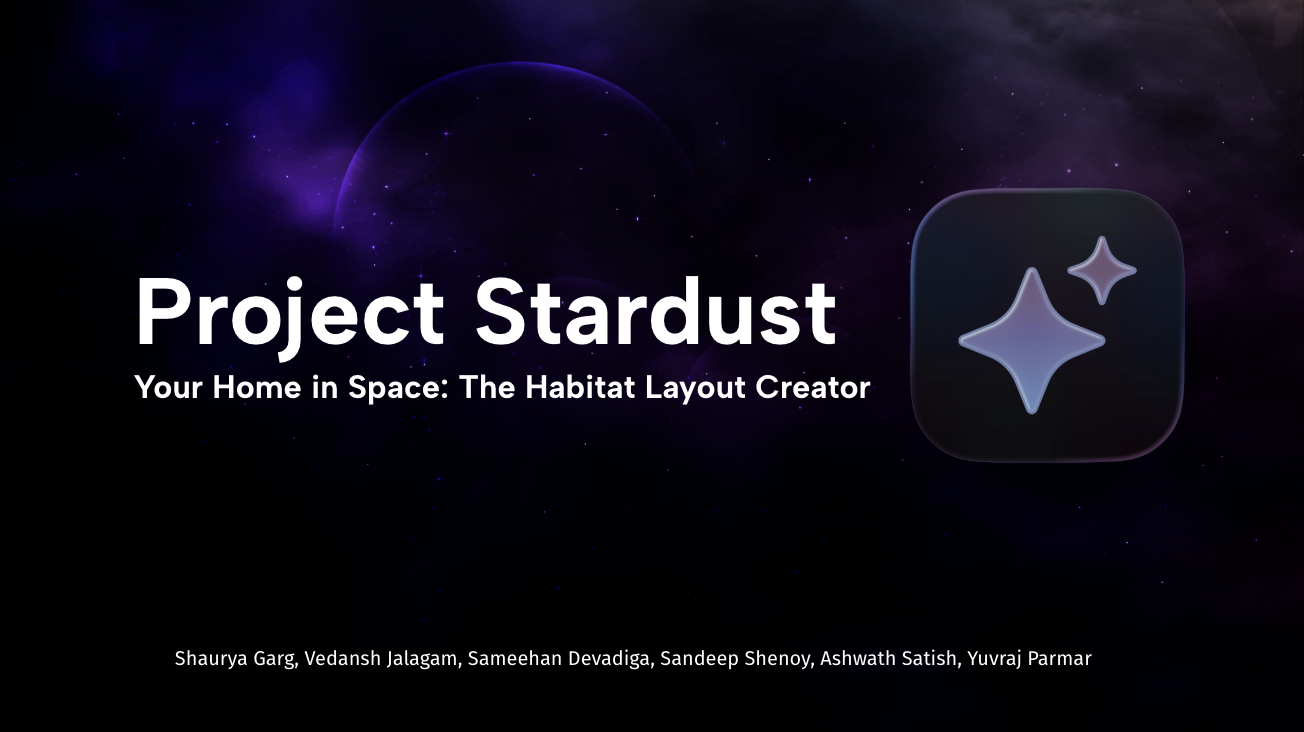 Project Stardust
Your Home in Space: The Habitat Layout Creator
Shaurya Garg, Vedansh Jalagam, Sameehan Devadiga, Sandeep Shenoy, Ashwath Satish, Yuvraj Parmar